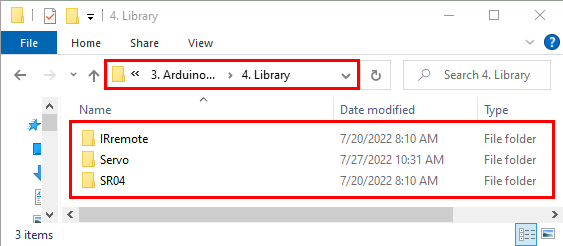 4. Library
File Home Share View
« 3. Arduino... › 4. Library Search 4. Library
Name Date modified Type
IRremote 7/20/2022 8:10 AM File folder
Servo 7/27/2022 10:31 AM File folder
SR04 7/20/2022 8:10 AM File folder
3 items